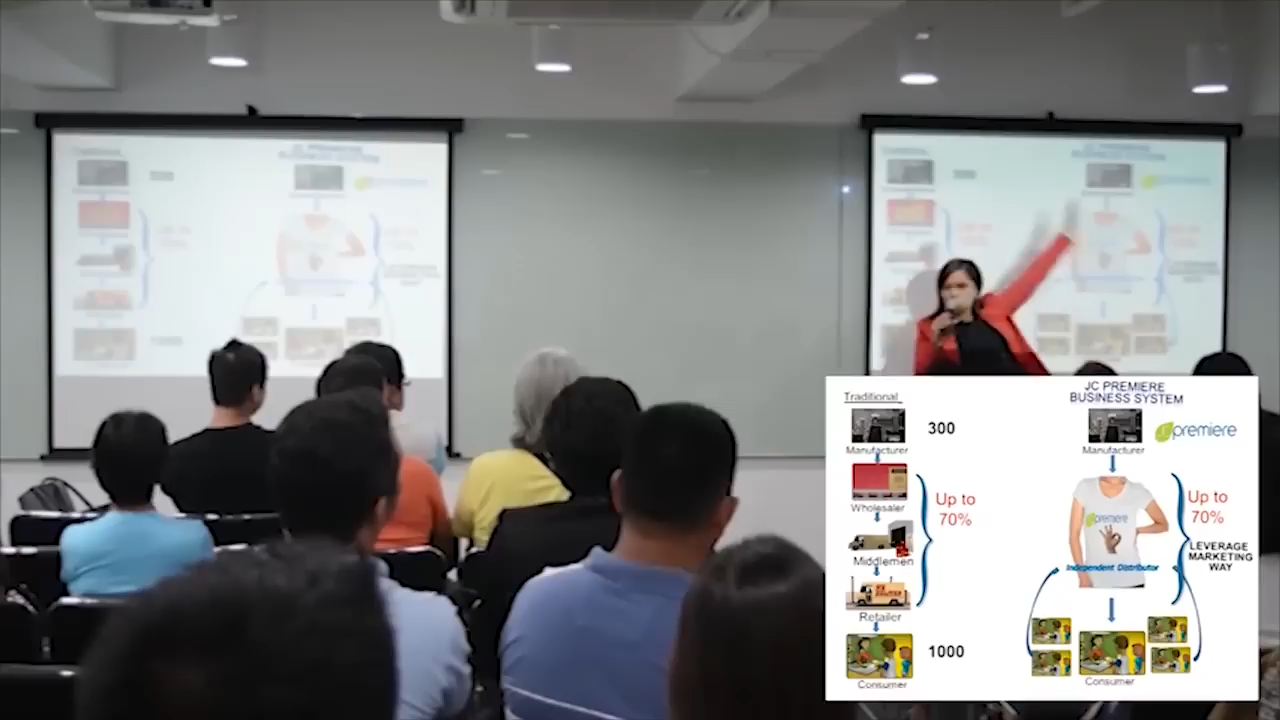 Traditional
Manufacturer
300
Wholesaler
Middlemen
Up to
70%
Retailer
Consumer
1000
JC PREMIERE
BUSINESS SYSTEM
Manufacturer
premiere
premiere
Independent Distributor
Up to
70%
LEVERAGE
MARKETING
WAY
Consumer